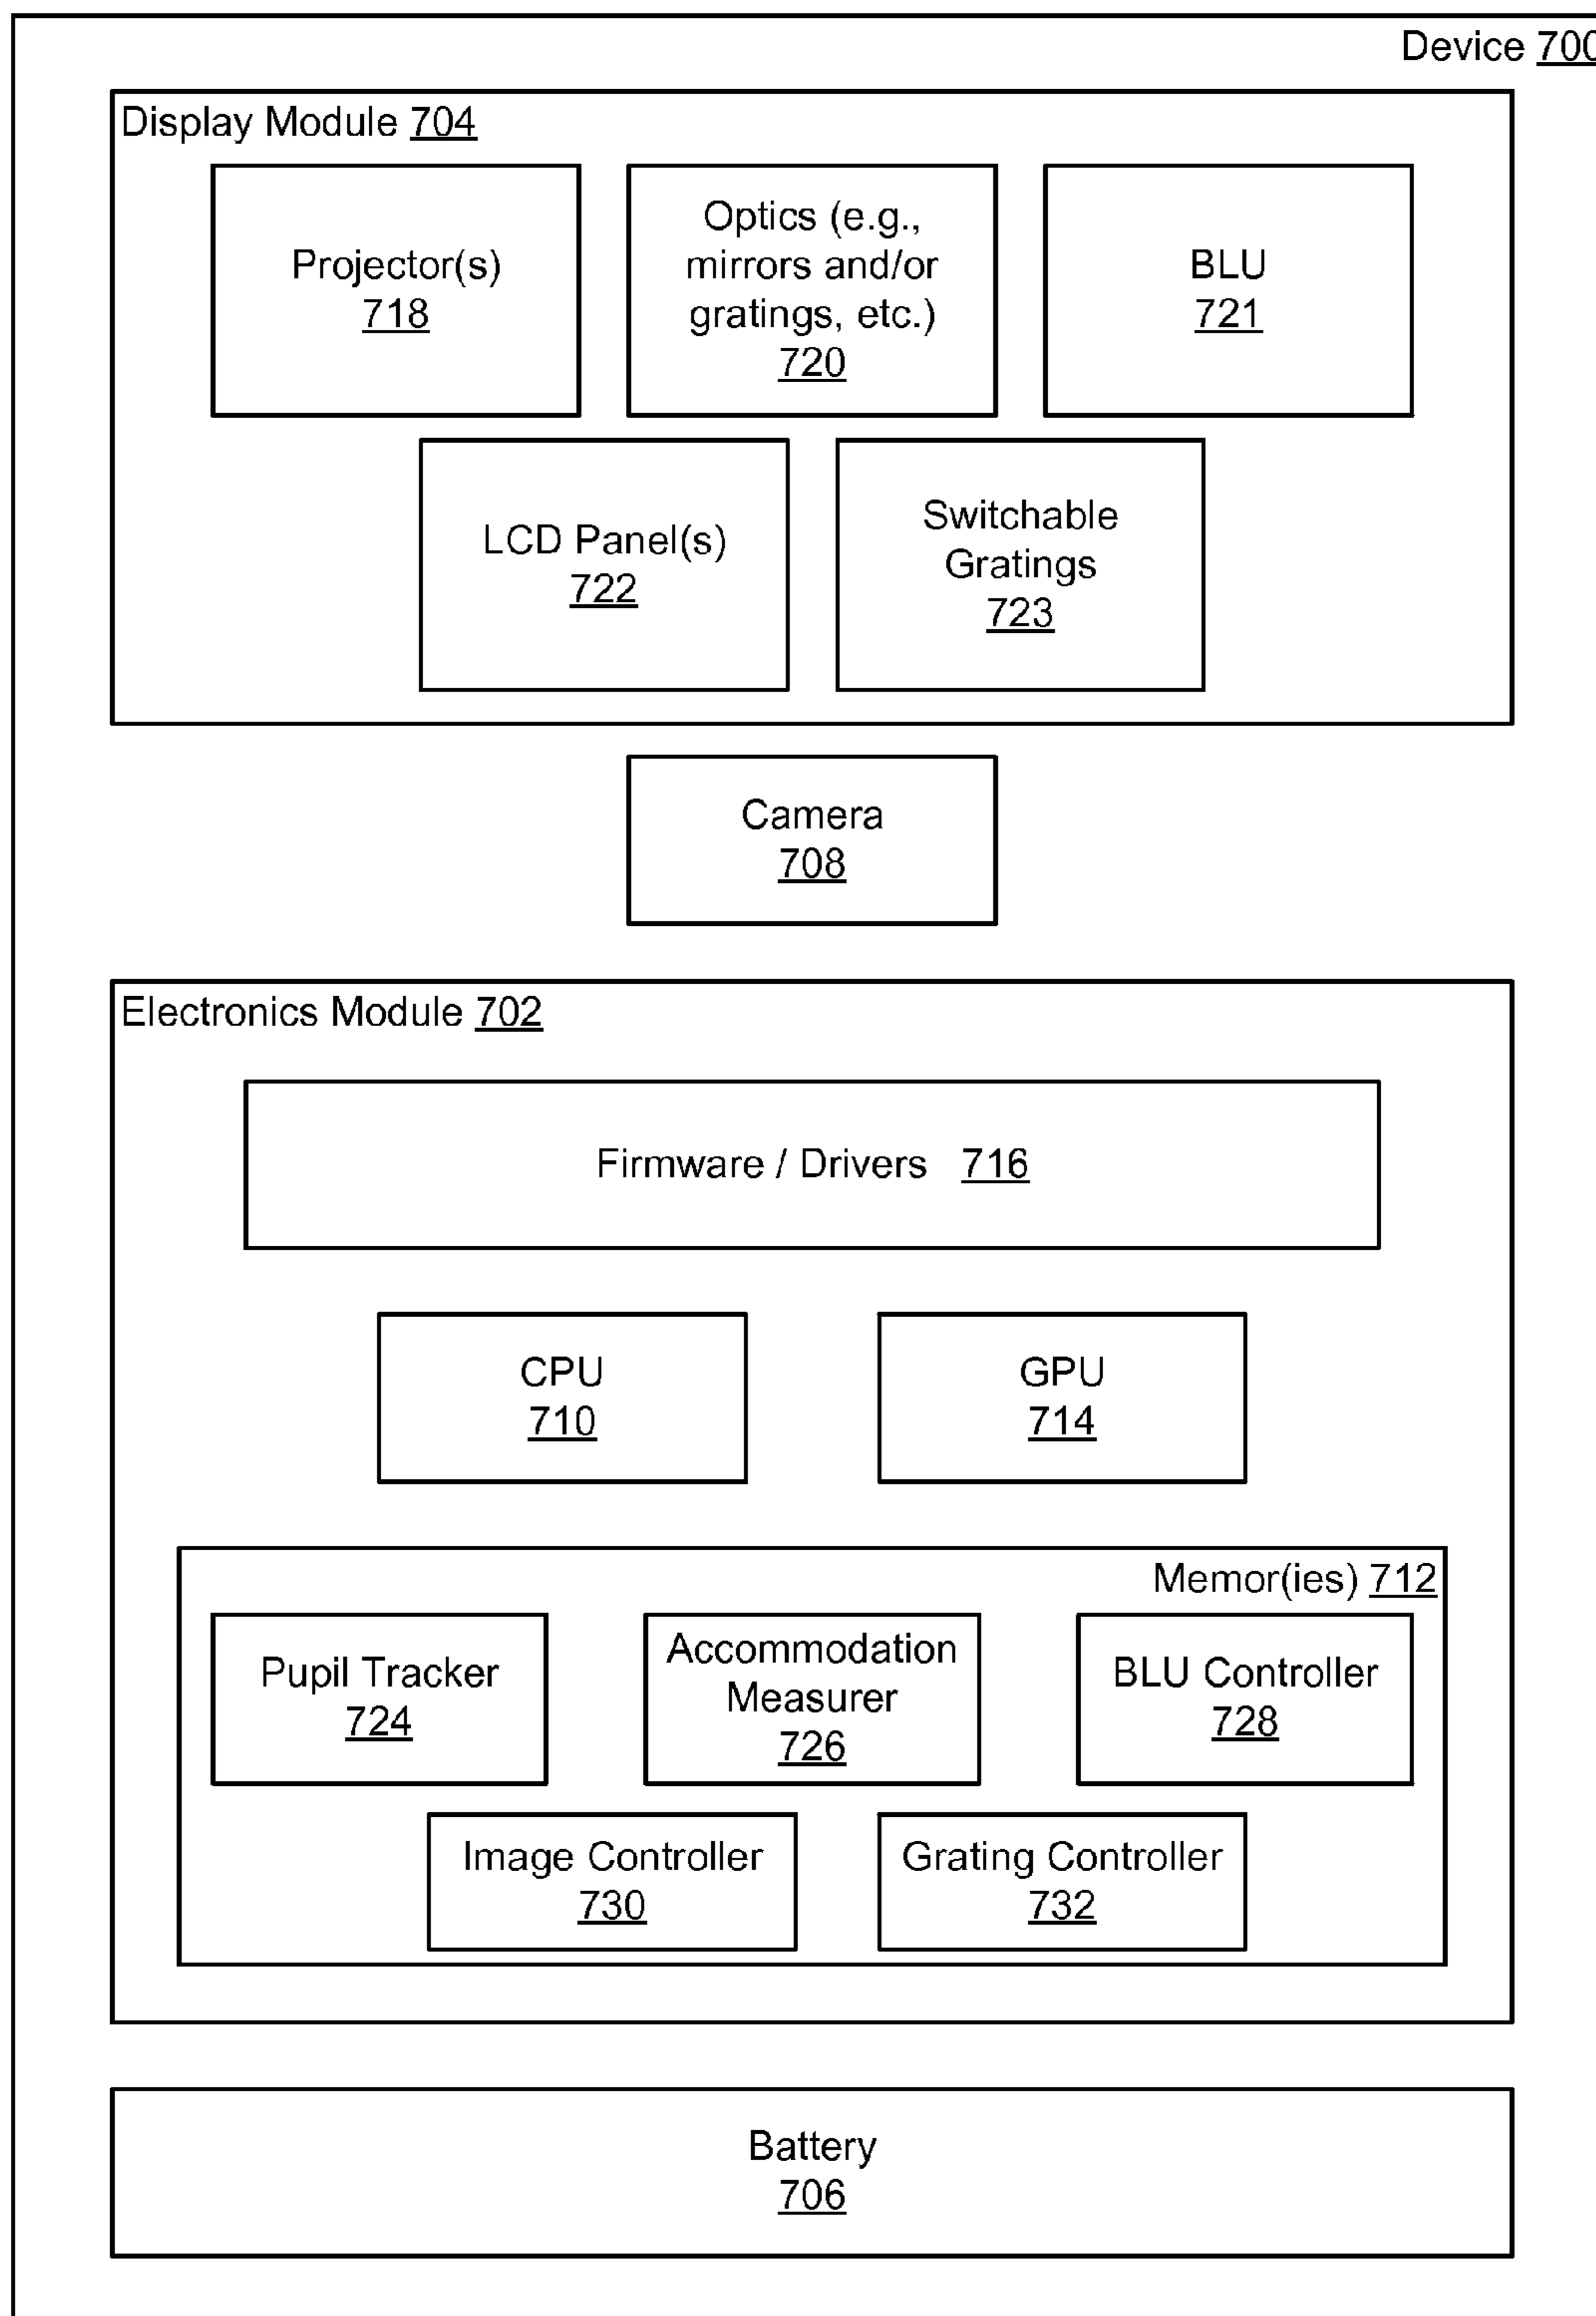 Device 700
Display Module 704
Projector(s)
718
Optics (e.g.,
mirrors and/or
gratings, etc.)
720
BLU
721
LCD Panel(s)
722
Switchable
Gratings
723
Camera
708
Electronics Module 702
Firmware / Drivers 716
CPU
710
GPU
714
Memor(ies) 712
Pupil Tracker
724
Accommodation
Measurer
726
BLU Controller
728
Image Controller
730
Grating Controller
732
Battery
706